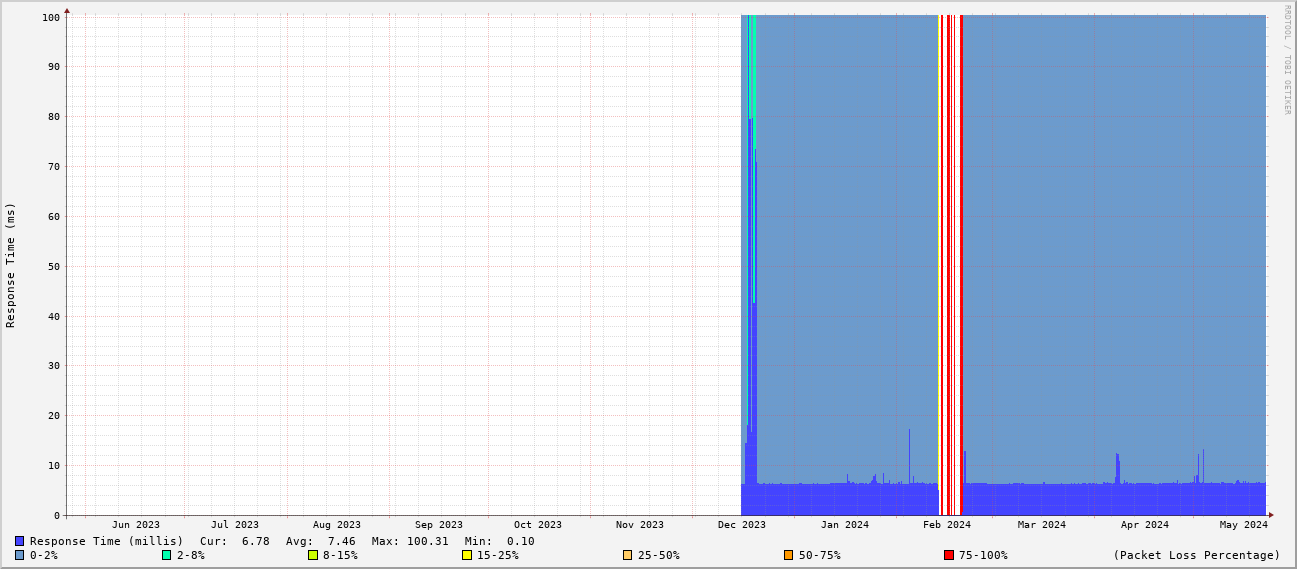 RRDTOOL / TOBI OETIKER
Response Time (ms)
100
90
80
70
60
50
40
30
20
10
0
Jun 2023 Jul 2023 Aug 2023 Sep 2023 Oct 2023 Nov 2023 Dec 2023 Jan 2024 Feb 2024 Mar 2024 Apr 2024 May 2024
Response Time (millis) Cur: 6.78 Avg: 7.46 Max: 100.31 Min: 0.10
0-2% 2-8% 8-15% 15-25% 25-50% 50-75% 75-100% (Packet Loss Percentage)